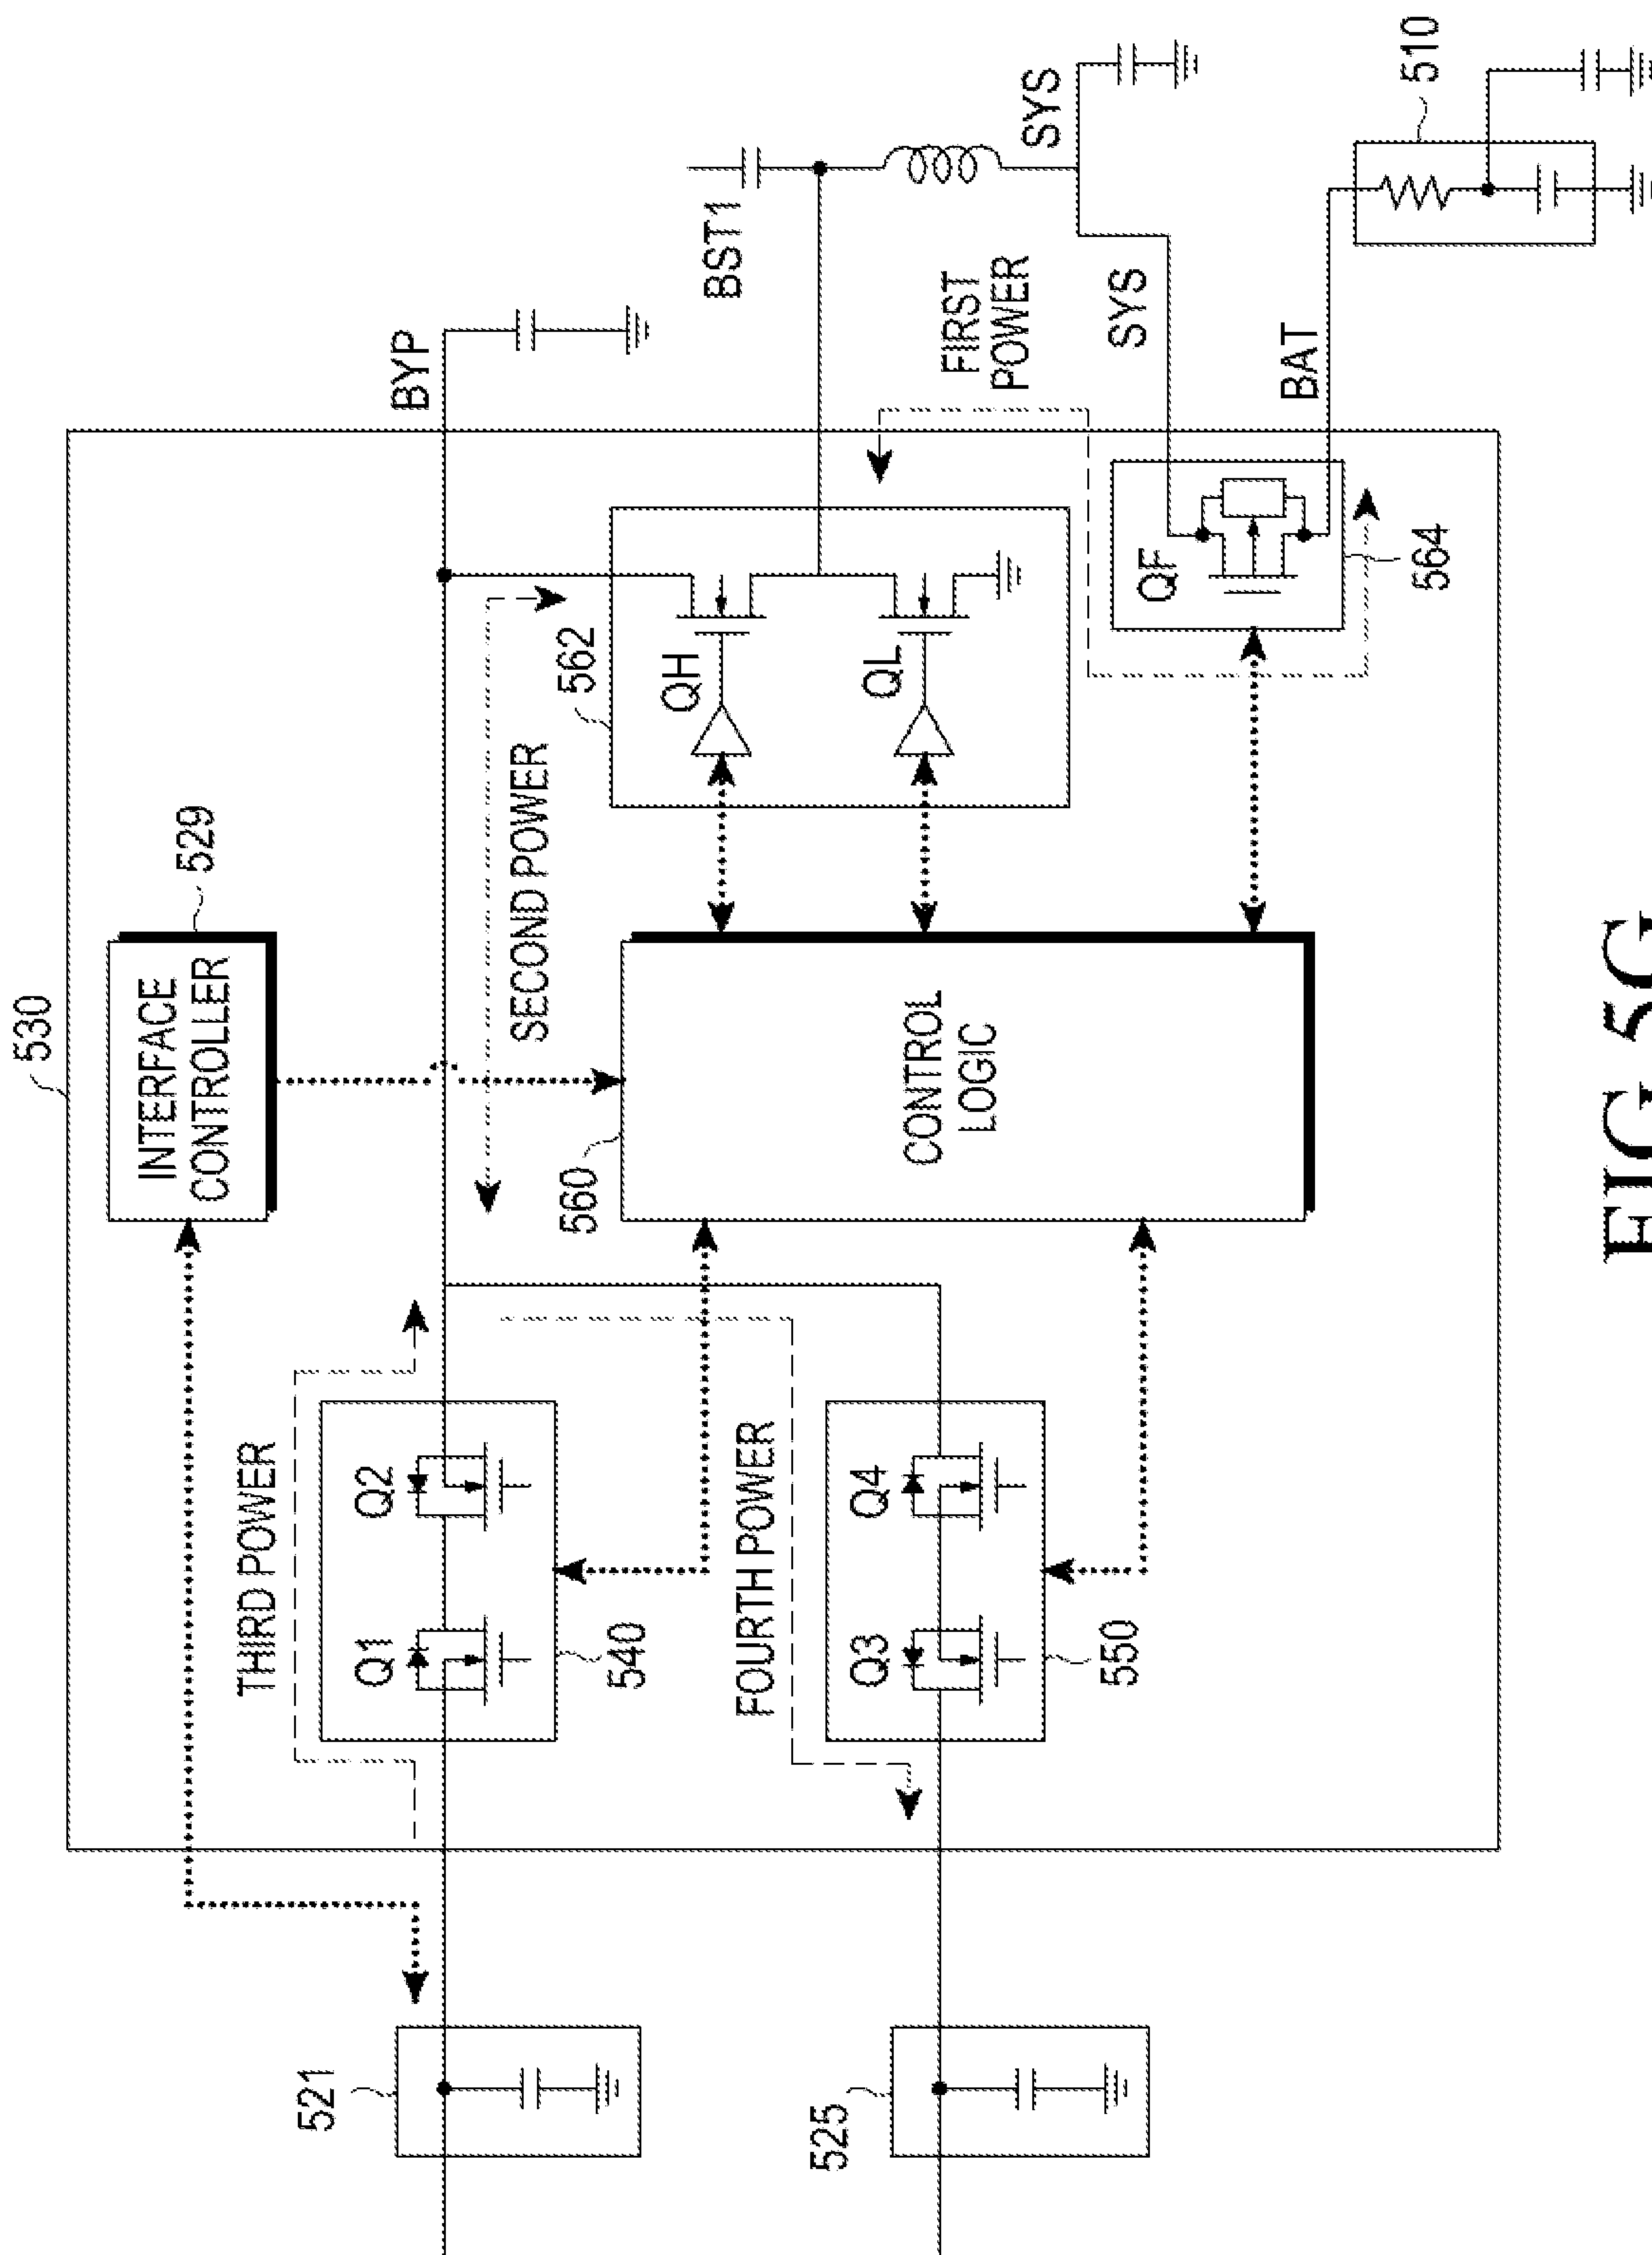 530
INTERFACE
CONTROLLER
529
BYP
BST1
SYS
SYS
FIRST
POWER
BAT
510
SECOND POWER
562
QH
QL
QF
564
560
CONTROL
LOGIC
THIRD POWER
Q1
Q2
540
FOURTH POWER
Q3
Q4
550
521
525
FIG.5G